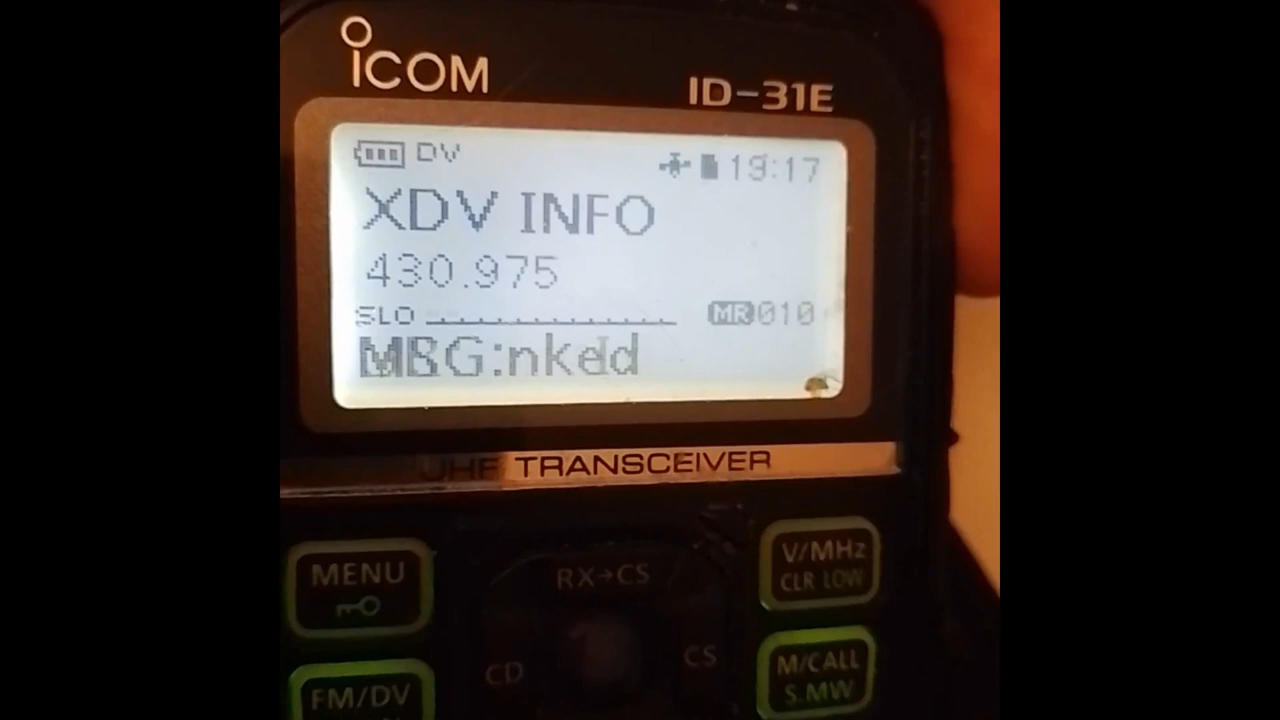 ICOM
ID-31E
DV 19:17
XDV INFO
430.975
SLO MR 010
UHF TRANSCEIVER
MENU
V/MHz
CLR LOW
RX→CS
CD
CS
FM/DV
M/CALL
S.MW